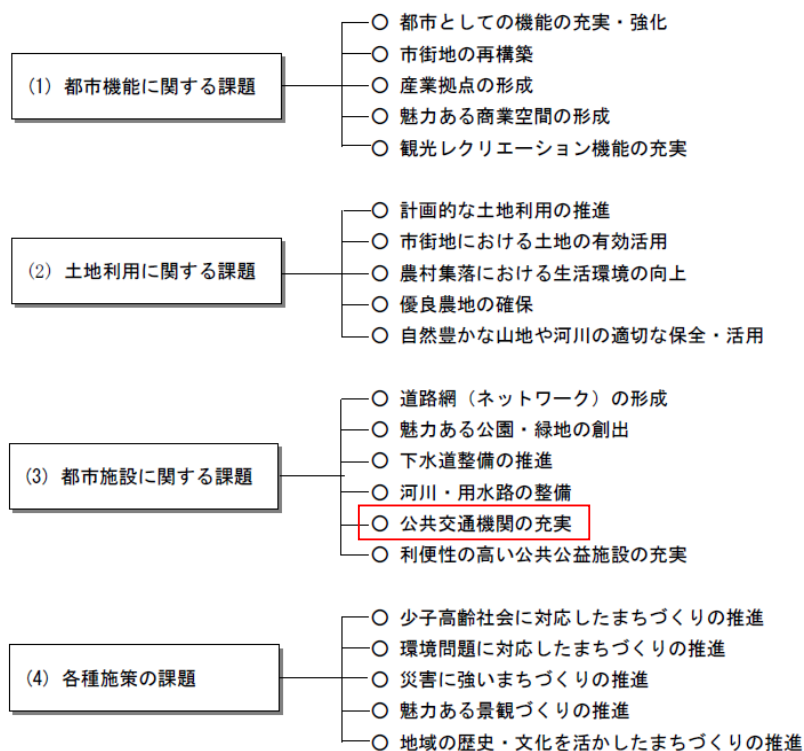 (1) 都市機能に関する課題
○ 都市としての機能の充実・強化
○ 市街地の再構築
○ 産業拠点の形成
○ 魅力ある商業空間の形成
○ 観光レクリエーション機能の充実
(2) 土地利用に関する課題
○ 計画的な土地利用の推進
○ 市街地における土地の有効活用
○ 農村集落における生活環境の向上
○ 優良農地の確保
○ 自然豊かな山地や河川の適切な保全・活用
(3) 都市施設に関する課題
○ 道路網（ネットワーク）の形成
○ 魅力ある公園・緑地の創出
○ 下水道整備の推進
○ 河川・用水路の整備
○ 公共交通機関の充実
○ 利便性の高い公共公益施設の充実
(4) 各種施策の課題
○ 少子高齢社会に対応したまちづくりの推進
○ 環境問題に対応したまちづくりの推進
○ 災害に強いまちづくりの推進
○ 魅力ある景観づくりの推進
○ 地域の歴史・文化を活かしたまちづくりの推進